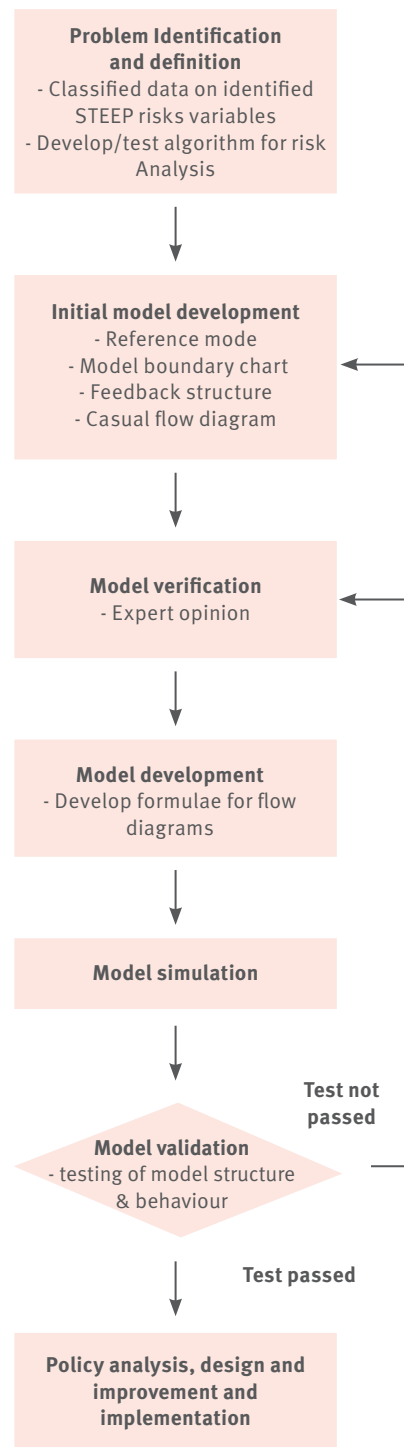 Problem Identification
and definition
- Classified data on identified
STEEP risks variables
- Develop/test algorithm for risk
Analysis
Initial model development
- Reference mode
- Model boundary chart
- Feedback structure
- Casual flow diagram
Model verification
- Expert opinion
Model development
- Develop formulae for flow
diagrams
Model simulation
Test not
passed
Model validation
- testing of model structure
& behaviour
Test passed
Policy analysis, design and
improvement and
implementation